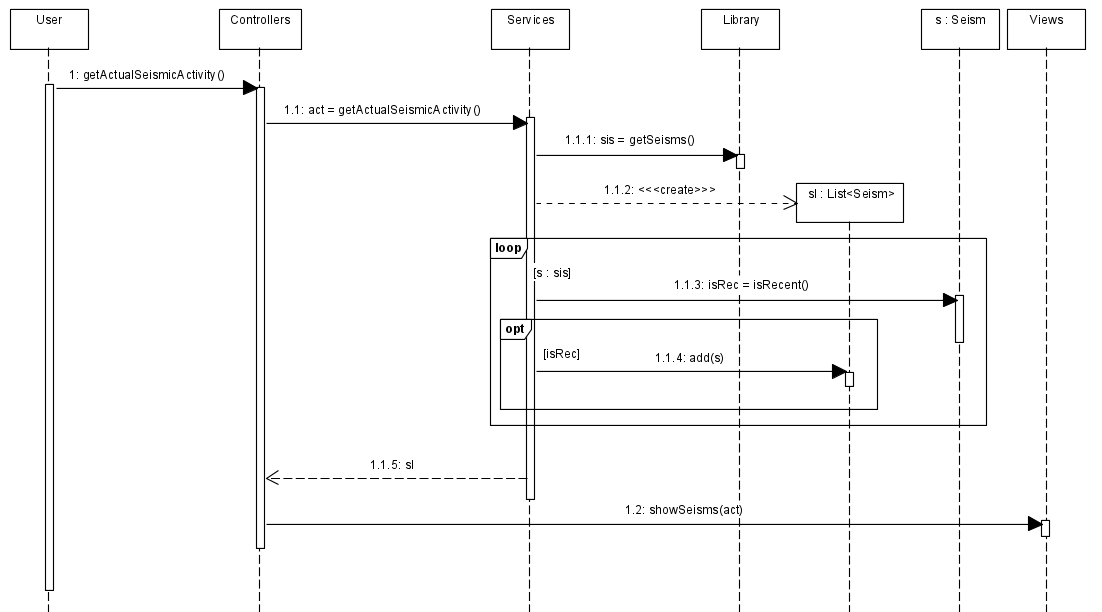 User
Controllers
Services
Library
s : Seism
Views
1: getActualSeismicActivity()
1.1: act = getActualSeismicActivity()
1.1.1: sis = getSeisms()
1.1.2: <<<create>>>
sl : List<Seism>
loop
[s : sis]
1.1.3: isRec = isRecent()
opt
[isRec]
1.1.4: add(s)
1.1.5: sl
1.2: showSeisms(act)